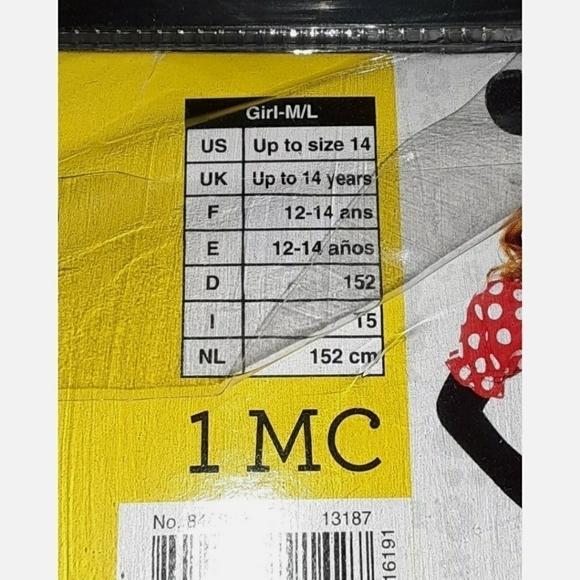 Girl-M/L
US Up to size 14
UK Up to 14 years
F 12-14 ans
E 12-14 años
D 152
I T5
NL 152 cm
1 MC
No. 13187
16191